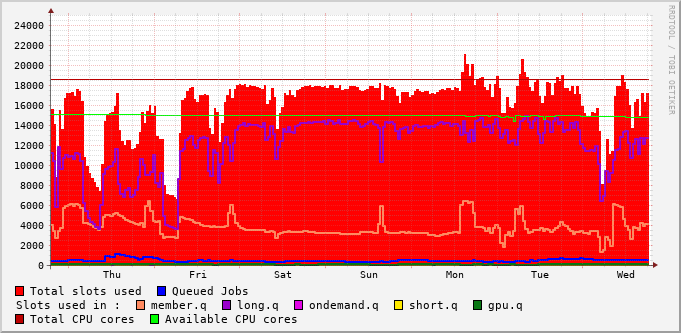 24000
22000
20000
18000
16000
14000
12000
10000
8000
6000
4000
2000
0
Thu Fri Sat Sun Mon Tue Wed
RRDTOOL / TOBI OETIKER
Total slots used Queued Jobs
Slots used in : member.q long.q ondemand.q short.q gpu.q
Total CPU cores Available CPU cores